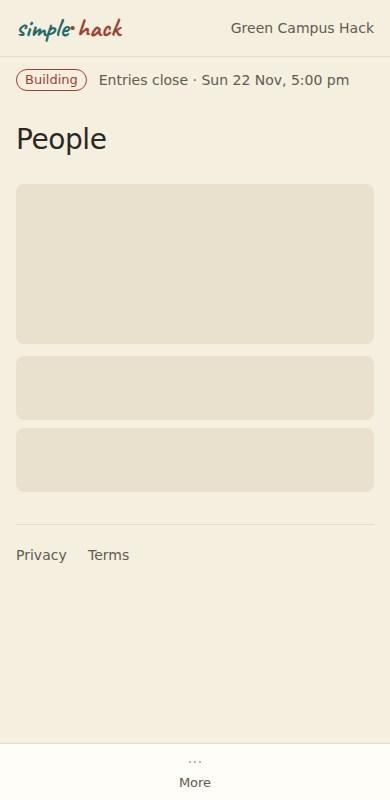 simple·hack
Green Campus Hack
Building
Entries close · Sun 22 Nov, 5:00 pm
People
Privacy
Terms
...
More